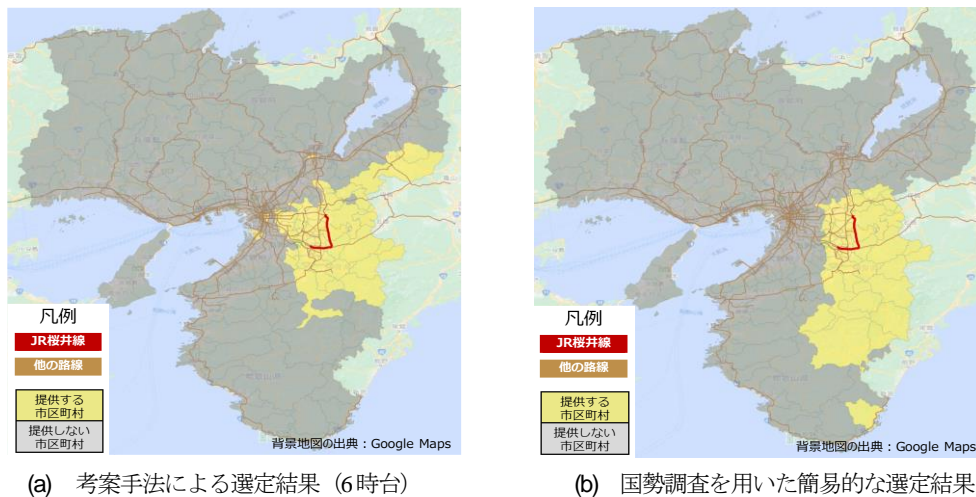 凡例
JR桜井線
他の路線
提供する
市区町村
提供しない
市区町村
背景地図の出典：Google Maps
(a) 考案手法による選定結果（6時台）
凡例
JR桜井線
他の路線
提供する
市区町村
提供しない
市区町村
背景地図の出典：Google Maps
(b) 国勢調査を用いた簡易的な選定結果